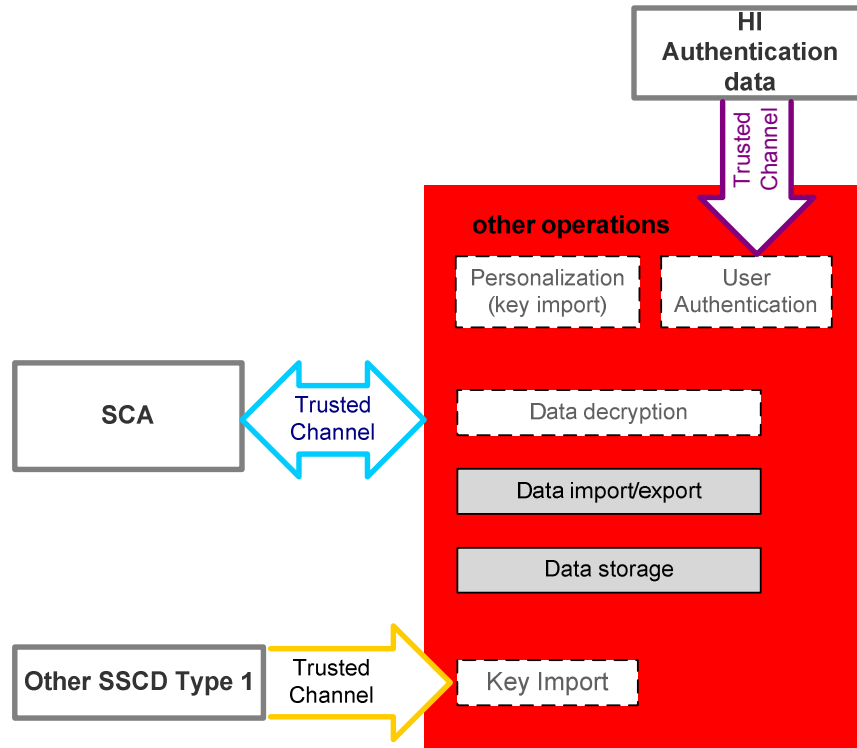 HI
Authentication
data
Trusted
Channel
other operations
Personalization
(key import)
User
Authentication
SCA
Trusted
Channel
Data decryption
Data import/export
Data storage
Other SSCD Type 1
Trusted
Channel
Key Import